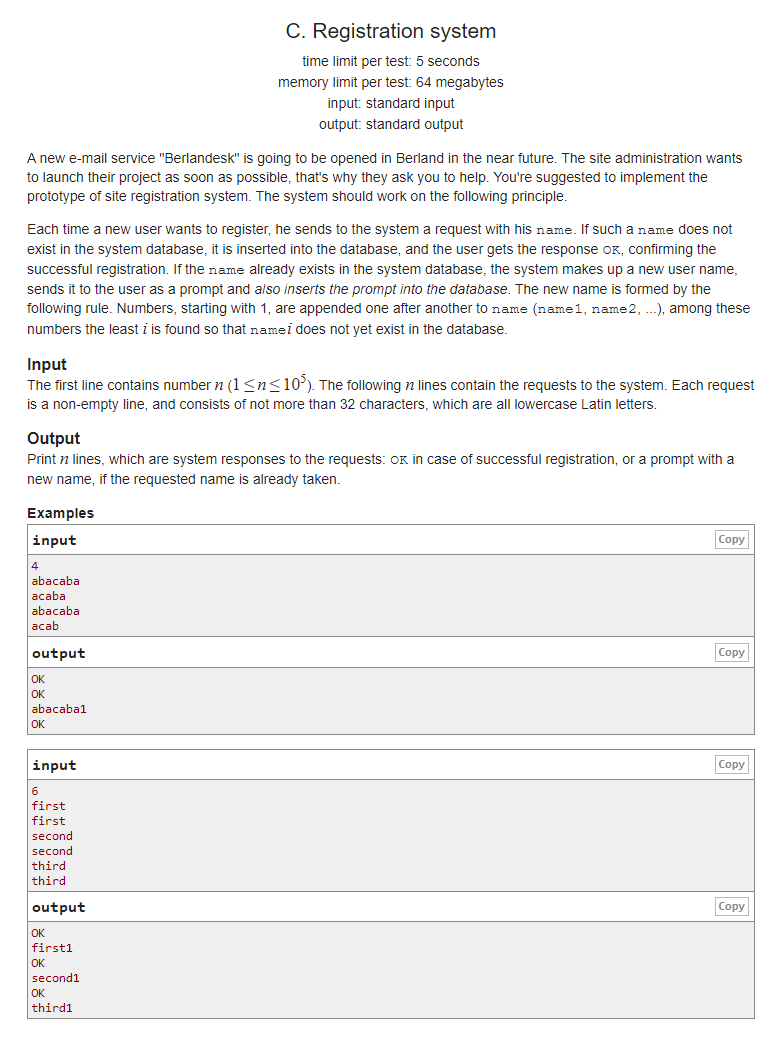 C. Registration system
time limit per test: 5 seconds
memory limit per test: 64 megabytes
input: standard input
output: standard output
A new e-mail service "Berlandesk" is going to be opened in Berland in the near future. The site administration wants
to launch their project as soon as possible, that's why they ask you to help. You're suggested to implement the
prototype of site registration system. The system should work on the following principle.
Each time a new user wants to register, he sends to the system a request with his name. If such a name does not
exist in the system database, it is inserted into the database, and the user gets the response OK, confirming the
successful registration. If the name already exists in the system database, the system makes up a new user name,
sends it to the user as a prompt and also inserts the prompt into the database. The new name is formed by the
following rule. Numbers, starting with 1, are appended one after another to name (name1, name2, ...), among these
numbers the least i is found so that namei does not yet exist in the database.
Input
The first line contains number n (1 ≤ n ≤ 10⁵). The following n lines contain the requests to the system. Each request
is a non-empty line, and consists of not more than 32 characters, which are all lowercase Latin letters.
Output
Print n lines, which are system responses to the requests: OK in case of successful registration, or a prompt with a
new name, if the requested name is already taken.
Examples
input Copy
4
abacaba
acaba
abacaba
acab
output Copy
OK
OK
abacaba1
OK
input Copy
6
first
first
second
second
third
third
output Copy
OK
first1
OK
second1
OK
third1